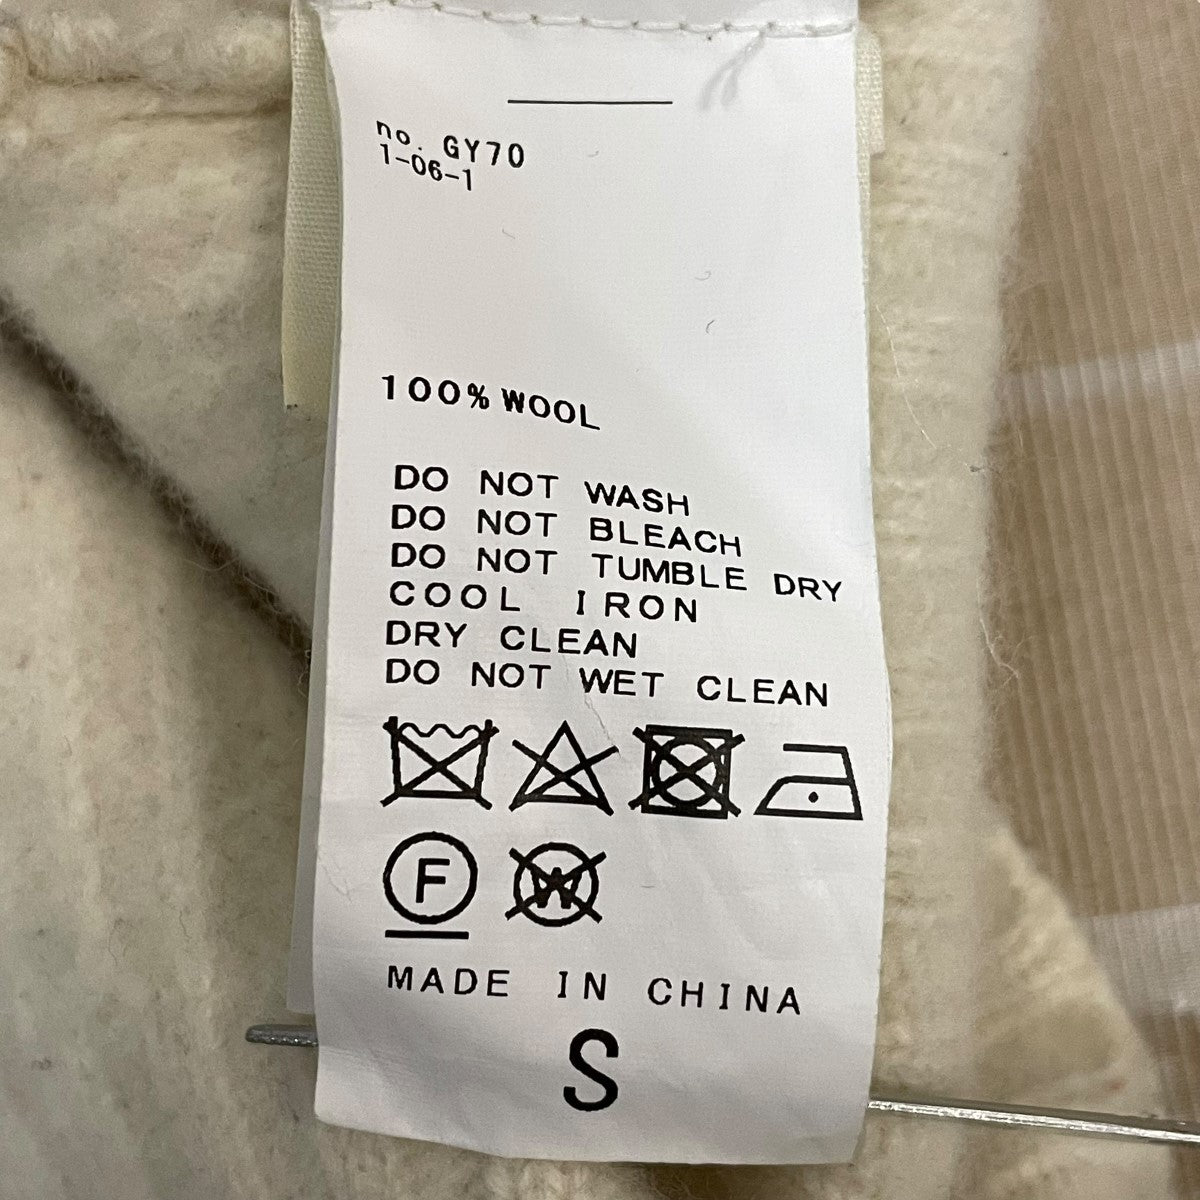 no. GY70
1-06-1
100% WOOL
DO NOT WASH
DO NOT BLEACH
DO NOT TUMBLE DRY
COOL IRON
DRY CLEAN
DO NOT WET CLEAN
F W
MADE IN CHINA
S